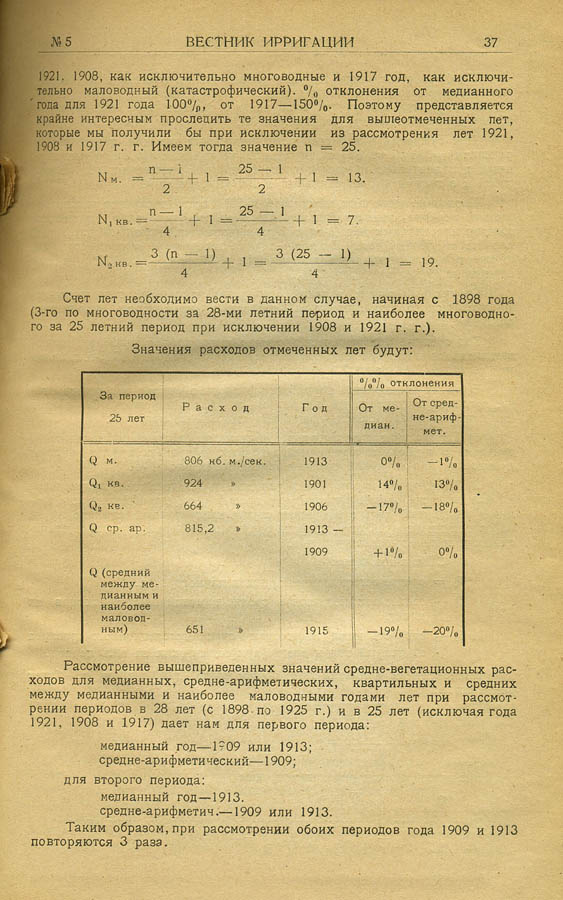 № 5 ВЕСТНИК ИРРИГАЦИИ 37
1921. 1908, как исключительно многоводные и 1917 год, как исключи-
тельно маловодный (катастрофический). % отклонения от медианного
года для 1921 года 100%, от 1917—150%. Поэтому представляется
крайне интересным проследить те значения для вышеотмеченных лет,
которые мы получили бы при исключении из рассмотрения лет 1921,
1908 и 1917 г. г. Имеем тогда значение n = 25.
N м. = (n — 1)/2 + 1 = (25 — 1)/2 + 1 = 13.
N₁ кв. = (n — 1)/4 + 1 = (25 — 1)/4 + 1 = 7.
N₂ кв. = 3 (n — 1)/4 + 1 = 3 (25 — 1)/4 + 1 = 19.
Счет лет необходимо вести в данном случае, начиная с 1898 года
(3-го по многоводности за 28-ми летний период и наиболее многоводно-
го за 25 летний период при исключении 1908 и 1921 г. г.).
Значения расходов отмеченных лет будут:
За период
25 лет
Расход
Год
%% отклонения
От ме-
диан.
От сред-
не-ариф-
мет.
Q м. 806 кб. м./сек. 1913 0% —1%
Q₁ кв. 924 » 1901 14% 13%
Q₂ кв. 664 » 1906 —17% —18%
Q ср. ар. 815,2 » 1913 —
1909 +1% 0%
Q (средний
между ме-
дианным и
наиболее
маловод-
ным) 651 » 1915 —19% —20%
Рассмотрение вышеприведенных значений средне-вегетационных рас-
ходов для медианных, средне-арифметических, квартильных и средних
между медианными и наиболее маловодными годами лет при рассмот-
рении периодов в 28 лет (с 1898 по 1925 г.) и в 25 лет (исключая года
1921, 1908 и 1917) дает нам для первого периода:
медианный год—1909 или 1913;
средне-арифметический—1909;
для второго периода:
медианный год—1913.
средне-арифметич.—1909 или 1913.
Таким образом, при рассмотрении обоих периодов года 1909 и 1913
повторяются 3 раза.